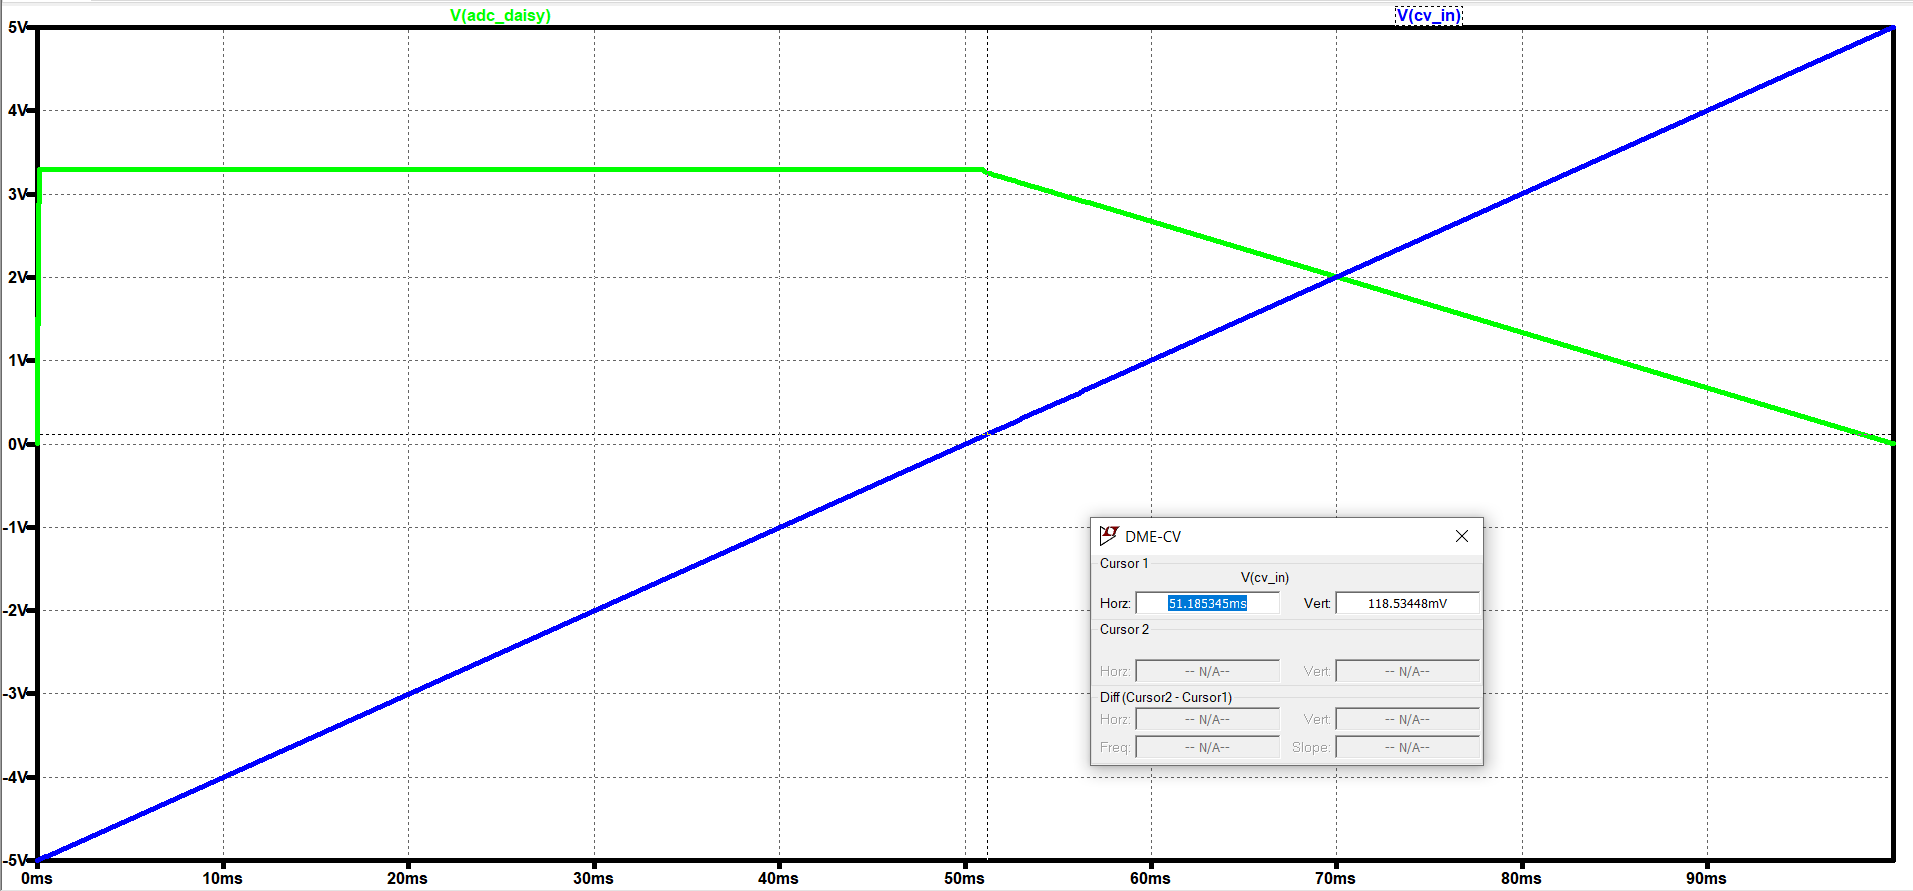 V(adc_daisy) V(cv_in)
5V
4V
3V
2V
1V
0V
-1V
-2V
-3V
-4V
-5V
0ms 10ms 20ms 30ms 40ms 50ms 60ms 70ms 80ms 90ms
DME-CV
Cursor 1
V(cv_in)
Horz: 51.185345ms Vert: 118.53448mV
Cursor 2
Horz: -- N/A-- Vert: -- N/A--
Diff (Cursor2 - Cursor1)
Horz: -- N/A-- Vert: -- N/A--
Freq: -- N/A-- Slope: -- N/A--